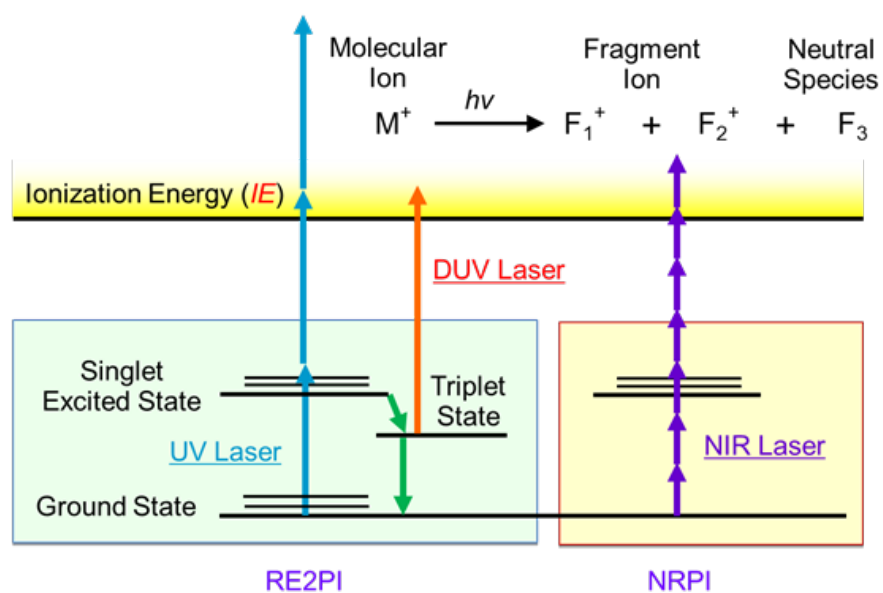 Molecular
Ion
Fragment
Ion
Neutral
Species
M⁺ hν F₁⁺ + F₂⁺ + F₃
Ionization Energy (IE)
DUV Laser
Singlet
Excited State
Triplet
State
UV Laser
NIR Laser
Ground State
RE2PI
NRPI